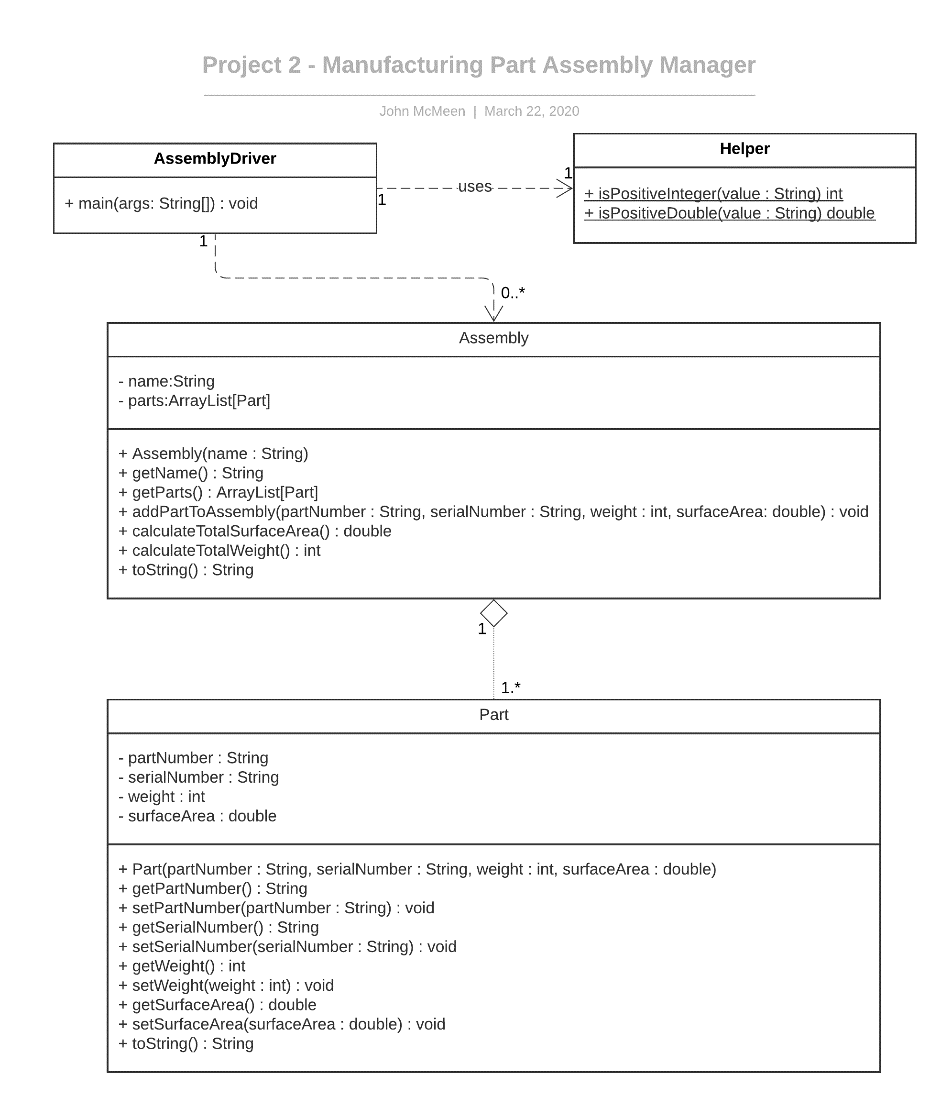 Project 2 - Manufacturing Part Assembly Manager
John McMeen | March 22, 2020
AssemblyDriver
+ main(args: String[]) : void
1
uses
1
Helper
+ isPositiveInteger(value : String) int
+ isPositiveDouble(value : String) double
1
0..*
Assembly
- name:String
- parts:ArrayList[Part]
+ Assembly(name : String)
+ getName() : String
+ getParts() : ArrayList[Part]
+ addPartToAssembly(partNumber : String, serialNumber : String, weight : int, surfaceArea: double) : void
+ calculateTotalSurfaceArea() : double
+ calculateTotalWeight() : int
+ toString() : String
1
1.*
Part
- partNumber : String
- serialNumber : String
- weight : int
- surfaceArea : double
+ Part(partNumber : String, serialNumber : String, weight : int, surfaceArea : double)
+ getPartNumber() : String
+ setPartNumber(partNumber : String) : void
+ getSerialNumber() : String
+ setSerialNumber(serialNumber : String) : void
+ getWeight() : int
+ setWeight(weight : int) : void
+ getSurfaceArea() : double
+ setSurfaceArea(surfaceArea : double) : void
+ toString() : String